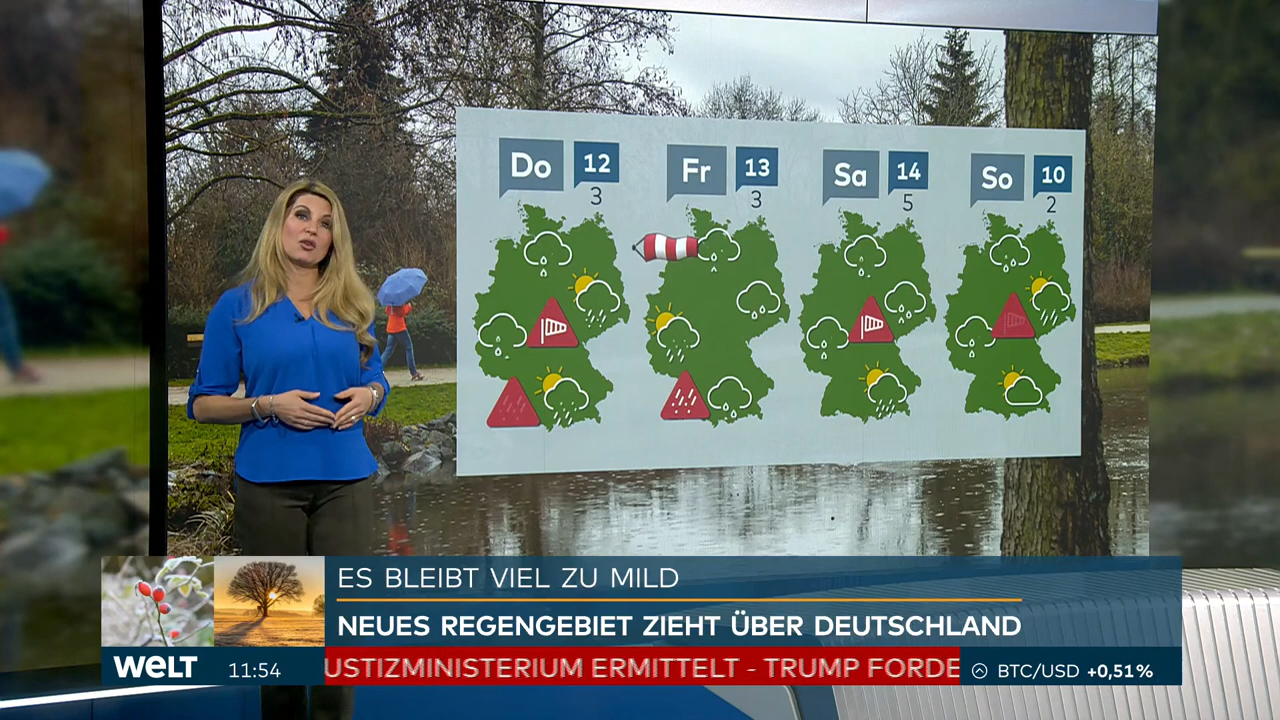 Do 12
3
Fr 13
3
Sa 14
5
So 10
2
ES BLEIBT VIEL ZU MILD
NEUES REGENGEBIET ZIEHT ÜBER DEUTSCHLAND
welt 11:54 USTIZMINISTERIUM ERMITTELT - TRUMP FORDE BTC/USD +0,51%